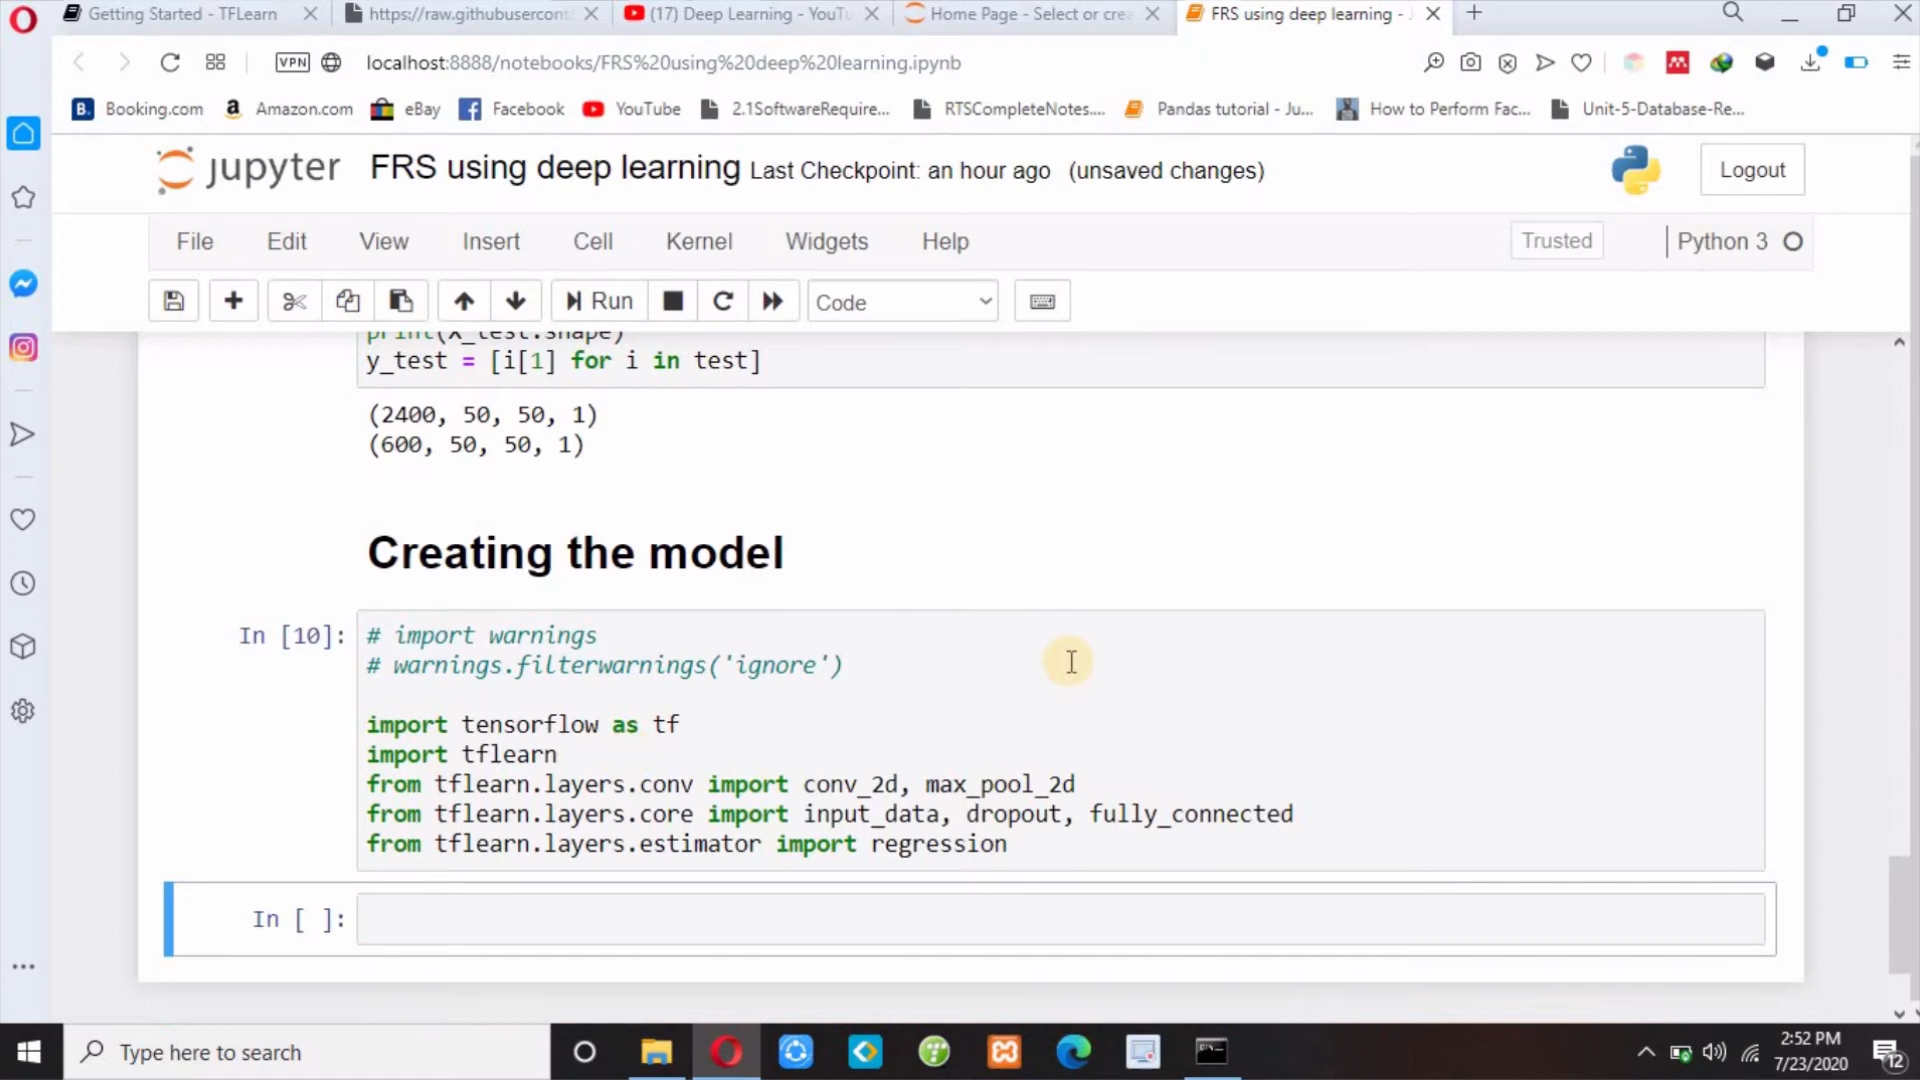 Getting Started - TFLearn
https://raw.githubusercont
(17) Deep Learning - YouTu
Home Page - Select or crea
FRS using deep learning - J
VPN
localhost:8888/notebooks/FRS%20using%20deep%20learning.ipynb
Booking.com
Amazon.com
eBay
Facebook
YouTube
2.1SoftwareRequire...
RTSCompleteNotes....
Pandas tutorial - Ju...
How to Perform Fac...
Unit-5-Database-Re...
jupyter FRS using deep learning Last Checkpoint: an hour ago (unsaved changes)
Logout
File Edit View Insert Cell Kernel Widgets Help
Trusted
Python 3
Run
Code
print(x_test.shape)
y_test = [i[1] for i in test]
(2400, 50, 50, 1)
(600, 50, 50, 1)
Creating the model
In [10]:
# import warnings
# warnings.filterwarnings('ignore')
import tensorflow as tf
import tflearn
from tflearn.layers.conv import conv_2d, max_pool_2d
from tflearn.layers.core import input_data, dropout, fully_connected
from tflearn.layers.estimator import regression
In [ ]:
Type here to search
2:52 PM
7/23/2020
12